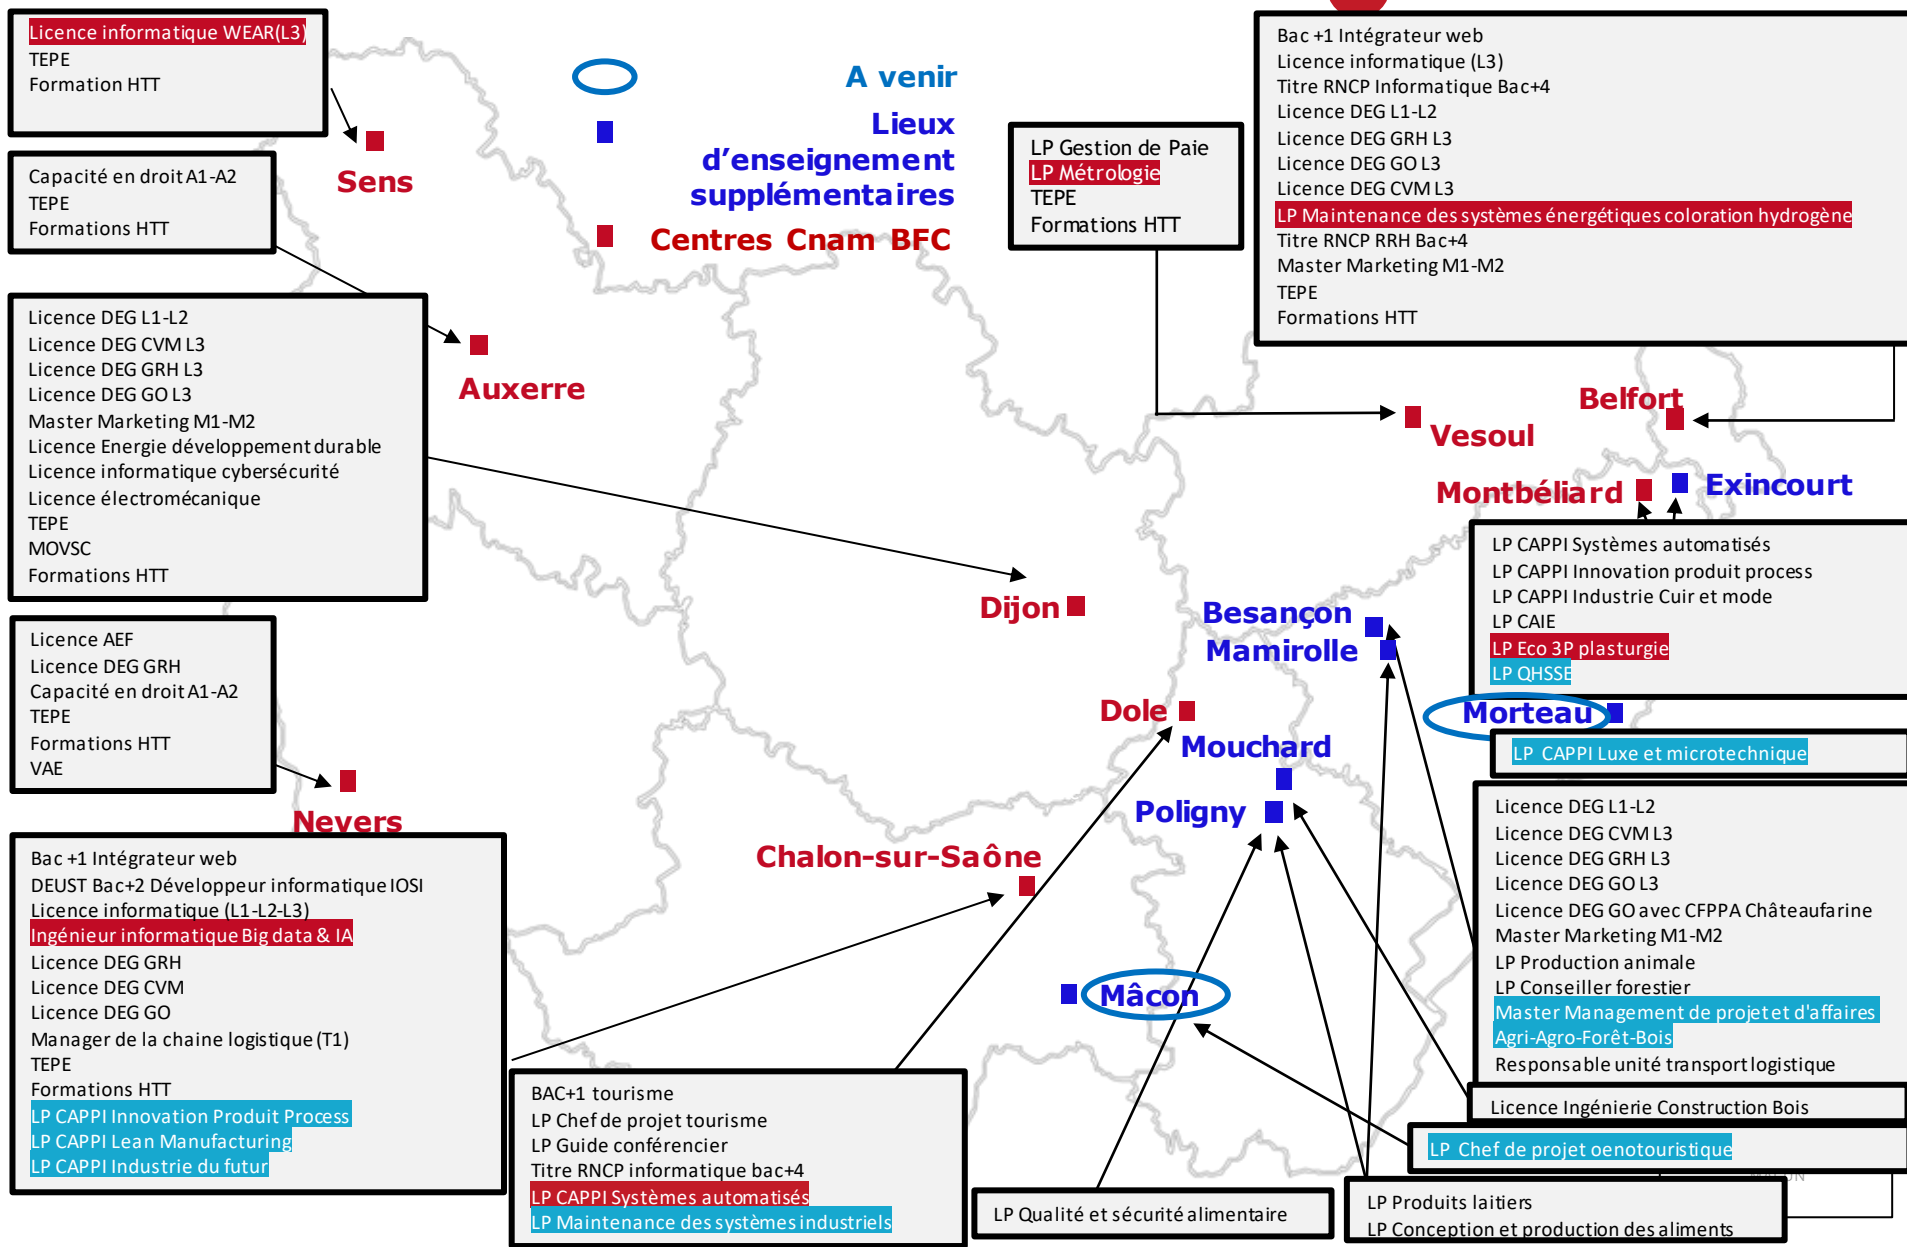 Licence informatique WEAR(L3)
TEPE
Formation HTT
A venir
Lieux
d’enseignement
supplémentaires
Centres Cnam BFC
Sens
Capacité en droit A1-A2
TEPE
Formations HTT
Auxerre
LP Gestion de Paie
LP Métrologie
TEPE
Formations HTT
Vesoul
Bac +1 Intégrateur web
Licence informatique (L3)
Titre RNCP Informatique Bac+4
Licence DEG L1-L2
Licence DEG GRH L3
Licence DEG GO L3
Licence DEG CVM L3
LP Maintenance des systèmes énergétiques coloration hydrogène
Titre RNCP RRH Bac+4
Master Marketing M1-M2
TEPE
Formations HTT
Belfort
Licence DEG L1-L2
Licence DEG CVM L3
Licence DEG GRH L3
Licence DEG GO L3
Master Marketing M1-M2
Licence Energie développement durable
Licence informatique cybersécurité
Licence électromécanique
TEPE
MOVSC
Formations HTT
Dijon
Montbéliard
Exincourt
LP CAPPI Systèmes automatisés
LP CAPPI Innovation produit process
LP CAPPI Industrie Cuir et mode
LP CAIE
LP Eco 3P plasturgie
LP QHSSE
Besançon
Mamirolle
Licence AEF
Licence DEG GRH
Capacité en droit A1-A2
TEPE
Formations HTT
VAE
Nevers
Dole
Mouchard
Poligny
Morteau
LP CAPPI Luxe et microtechnique
Chalon-sur-Saône
Mâcon
Licence DEG L1-L2
Licence DEG CVM L3
Licence DEG GRH L3
Licence DEG GO L3
Licence DEG GO avec CFPPA Châteaufarine
Master Marketing M1-M2
LP Production animale
LP Conseiller forestier
Master Management de projet et d'affaires
Agri-Agro-Forêt-Bois
Responsable unité transport logistique
Bac +1 Intégrateur web
DEUST Bac+2 Développeur informatique IOSI
Licence informatique (L1-L2-L3)
Ingénieur informatique Big data & IA
Licence DEG GRH
Licence DEG CVM
Licence DEG GO
Manager de la chaine logistique (T1)
TEPE
Formations HTT
LP CAPPI Innovation Produit Process
LP CAPPI Lean Manufacturing
LP CAPPI Industrie du futur
BAC+1 tourisme
LP Chef de projet tourisme
LP Guide conférencier
Titre RNCP informatique bac+4
LP CAPPI Systèmes automatisés
LP Maintenance des systèmes industriels
Licence Ingénierie Construction Bois
LP Chef de projet oenotouristique
LP Qualité et sécurité alimentaire
LP Produits laitiers
LP Conception et production des aliments